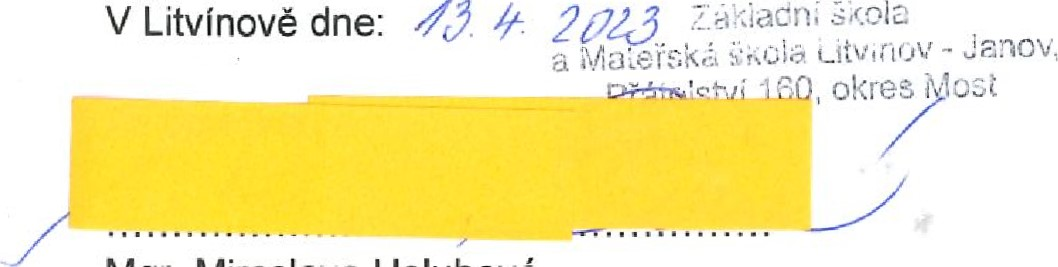 V Litvínově dne: 13. 4. 2023
Základní škola
a Mateřská škola Litvínov - Janov,
Přátelství 160, okres Most
Mgr. Miroslava Holubová